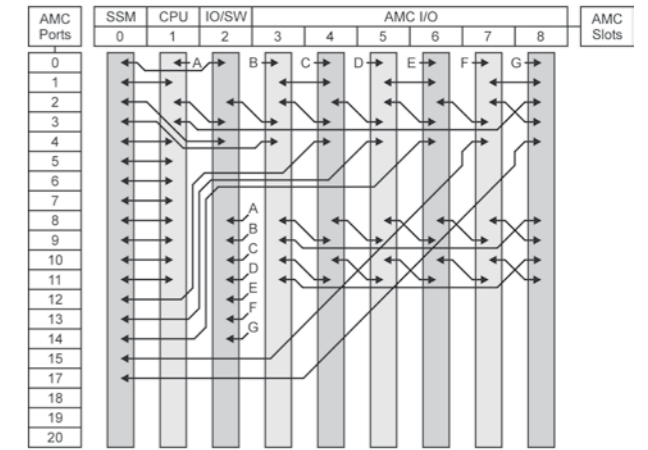 AMC Ports SSM CPU IO/SW AMC I/O AMC Slots
0 1 2 3 4 5 6 7 8
0 A B C D E F G
1
2
3
4
5
6
7
8 A
9 B
10 C
11 D
12 E
13 F
14 G
15
17
18
19
20